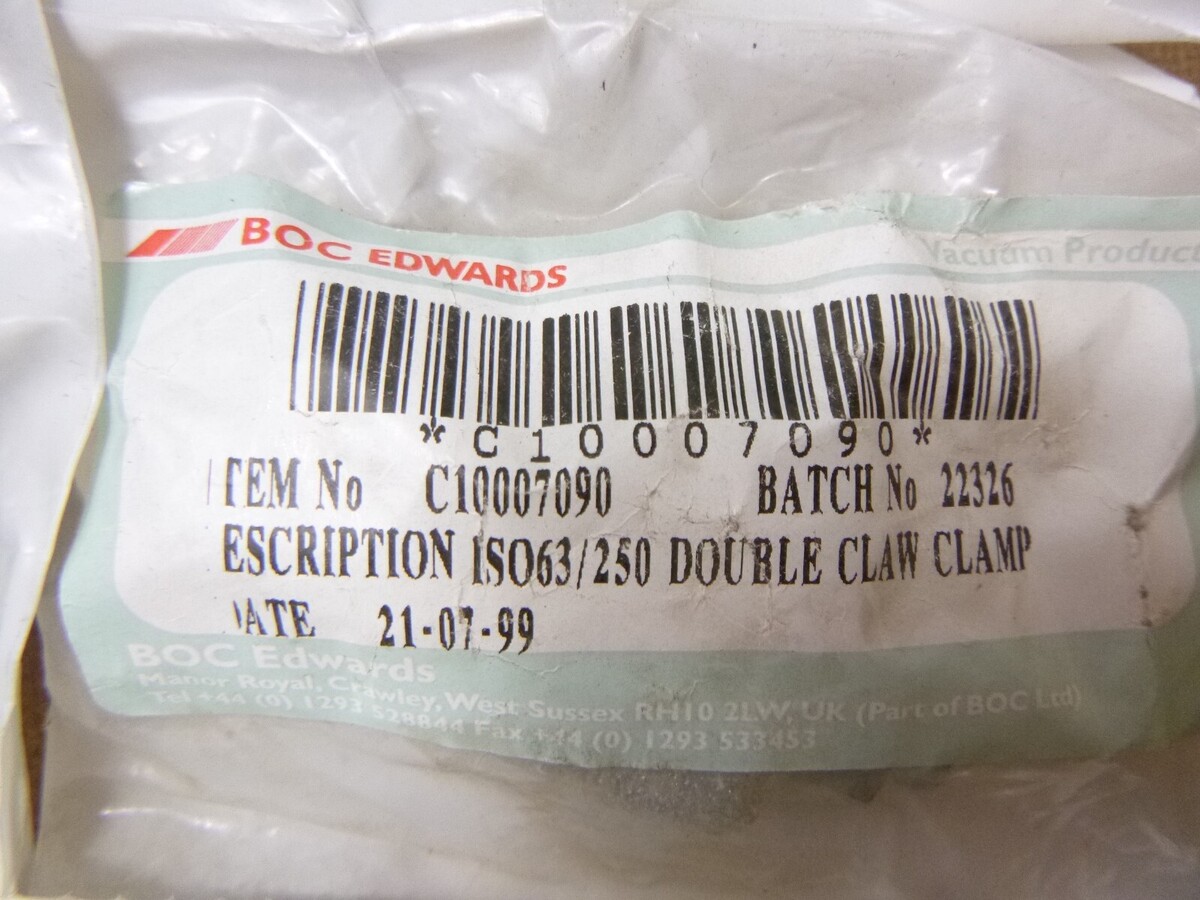 BOC EDWARDS
Vacuum Product
*C10007090*
ITEM No C10007090 BATCH No 22326
ESCRIPTION ISO63/250 DOUBLE CLAW CLAMP
DATE 21-07-99
BOC Edwards
Manor Royal, Crawley, West Sussex RH10 2LW, UK (Part of BOC Ltd)
Tel +44 (0) 1293 528844 Fax +44 (0) 1293 533453